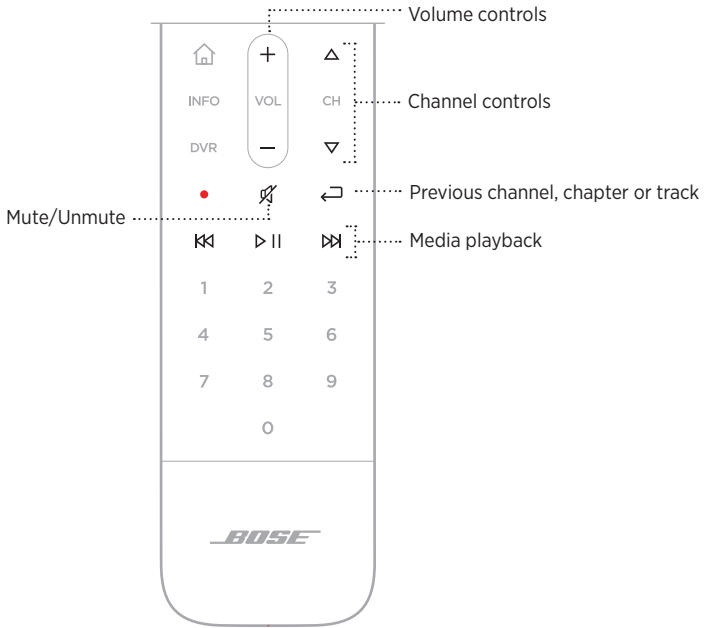 Volume controls
+
INFO VOL CH Channel controls
DVR −
Previous channel, chapter or track
Mute/Unmute
Media playback
1 2 3
4 5 6
7 8 9
0
BOSE